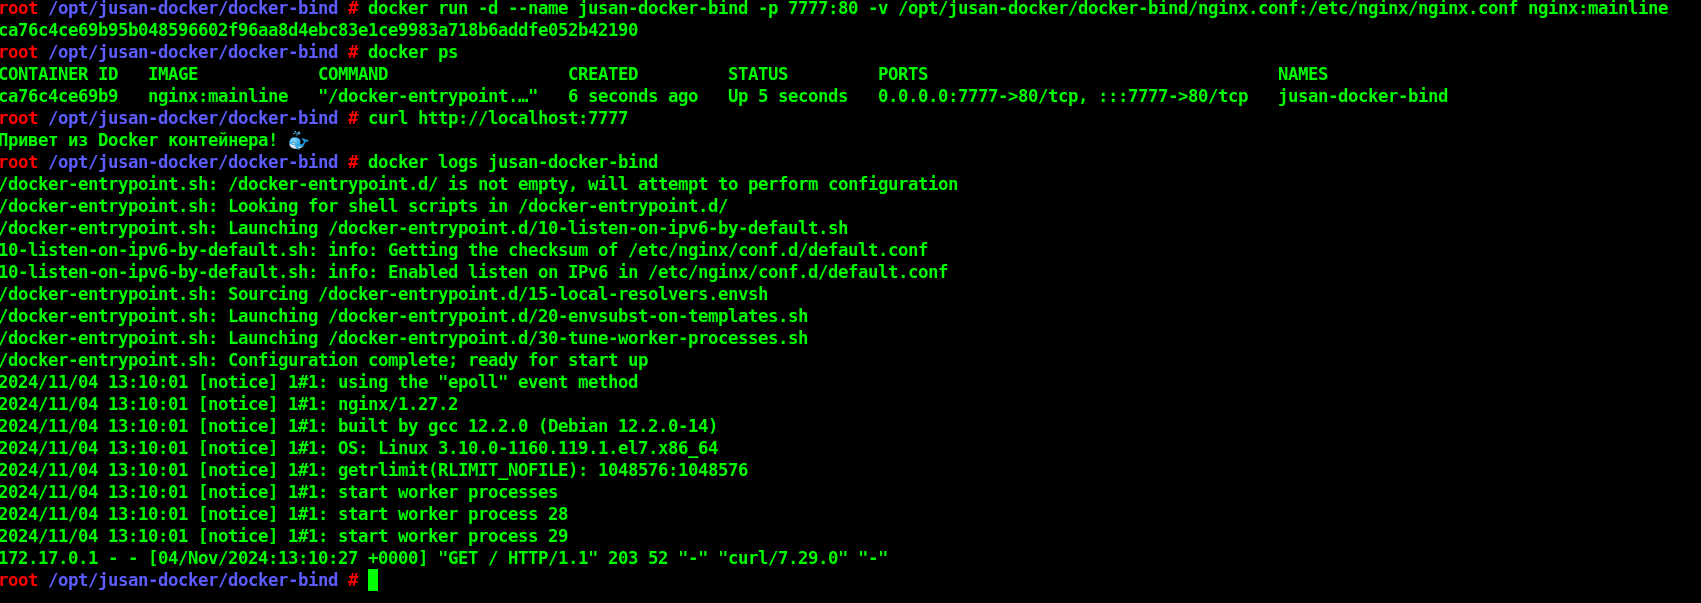 root /opt/jusan-docker/docker-bind # docker run -d --name jusan-docker-bind -p 7777:80 -v /opt/jusan-docker/docker-bind/nginx.conf:/etc/nginx/nginx.conf nginx:mainline
ca76c4ce69b95b048596602f96aa8d4ebc83e1ce9983a718b6addfe052b42190
root /opt/jusan-docker/docker-bind # docker ps
CONTAINER ID   IMAGE            COMMAND                  CREATED         STATUS         PORTS                                   NAMES
ca76c4ce69b9   nginx:mainline   "/docker-entrypoint.…"   6 seconds ago   Up 5 seconds   0.0.0.0:7777->80/tcp, :::7777->80/tcp   jusan-docker-bind
root /opt/jusan-docker/docker-bind # curl http://localhost:7777
Привет из Docker контейнера! 🐳
root /opt/jusan-docker/docker-bind # docker logs jusan-docker-bind
/docker-entrypoint.sh: /docker-entrypoint.d/ is not empty, will attempt to perform configuration
/docker-entrypoint.sh: Looking for shell scripts in /docker-entrypoint.d/
/docker-entrypoint.sh: Launching /docker-entrypoint.d/10-listen-on-ipv6-by-default.sh
10-listen-on-ipv6-by-default.sh: info: Getting the checksum of /etc/nginx/conf.d/default.conf
10-listen-on-ipv6-by-default.sh: info: Enabled listen on IPv6 in /etc/nginx/conf.d/default.conf
/docker-entrypoint.sh: Sourcing /docker-entrypoint.d/15-local-resolvers.envsh
/docker-entrypoint.sh: Launching /docker-entrypoint.d/20-envsubst-on-templates.sh
/docker-entrypoint.sh: Launching /docker-entrypoint.d/30-tune-worker-processes.sh
/docker-entrypoint.sh: Configuration complete; ready for start up
2024/11/04 13:10:01 [notice] 1#1: using the "epoll" event method
2024/11/04 13:10:01 [notice] 1#1: nginx/1.27.2
2024/11/04 13:10:01 [notice] 1#1: built by gcc 12.2.0 (Debian 12.2.0-14)
2024/11/04 13:10:01 [notice] 1#1: OS: Linux 3.10.0-1160.119.1.el7.x86_64
2024/11/04 13:10:01 [notice] 1#1: getrlimit(RLIMIT_NOFILE): 1048576:1048576
2024/11/04 13:10:01 [notice] 1#1: start worker processes
2024/11/04 13:10:01 [notice] 1#1: start worker process 28
2024/11/04 13:10:01 [notice] 1#1: start worker process 29
172.17.0.1 - - [04/Nov/2024:13:10:27 +0000] "GET / HTTP/1.1" 203 52 "-" "curl/7.29.0" "-"
root /opt/jusan-docker/docker-bind #